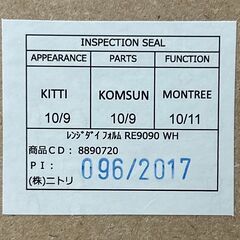 INSPECTION SEAL
APPEARANCE PARTS FUNCTION
KITTI KOMSUN MONTREE
10/9 10/9 10/11
ﾚﾝｼﾞﾀﾞｲ ﾌｫﾙﾑ RE9090 WH
商品CD: 8890720
PI: 096/2017
(株)ニトリ